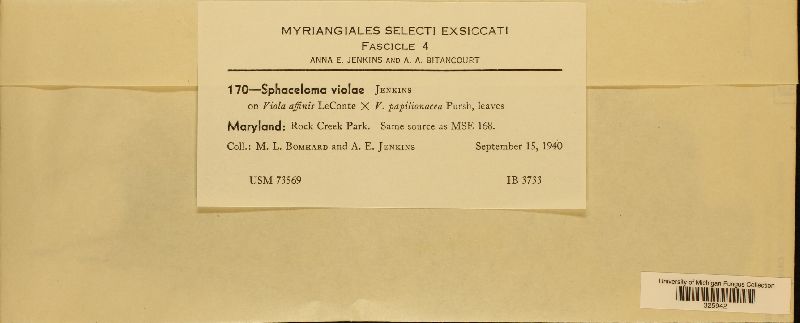 MYRIANGIALES SELECTI EXSICCATI
FASCICLE 4
ANNA E. JENKINS AND A. A. BITANCOURT
170—Sphaceloma violae JENKINS
on Viola affinis LeConte × V. papilionacea Pursh, leaves
Maryland: Rock Creek Park. Same source as MSE 168.
Coll.: M. L. BOMHARD and A. E. JENKINS September 15, 1940
USM 73569 IB 3733
University of Michigan Fungus Collection
325942